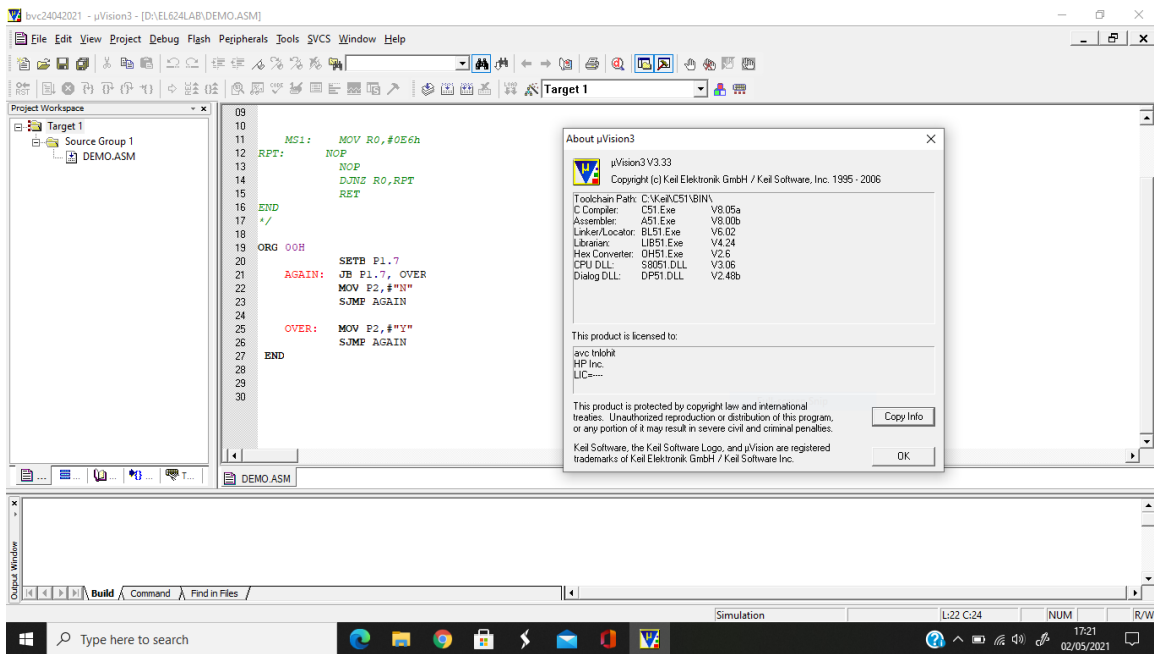 bvc24042021 - µVision3 - [D:\EL624LAB\DEMO.ASM]
File Edit View Project Debug Flash Peripherals Tools SVCS Window Help
Target 1
Project Workspace
Target 1
Source Group 1
DEMO.ASM
09
10
11 MS1: MOV R0,#0E6h
12 RPT: NOP
13 NOP
14 DJNZ R0,RPT
15 RET
16 END
17 */
18
19 ORG 00H
20 SETB P1.7
21 AGAIN: JB P1.7, OVER
22 MOV P2,#"N"
23 SJMP AGAIN
24
25 OVER: MOV P2,#"Y"
26 SJMP AGAIN
27 END
28
29
30
DEMO.ASM
About µVision3
µVision3 V3.33
Copyright (c) Keil Elektronik GmbH / Keil Software, Inc. 1995 - 2006
Toolchain Path: C:\Keil\C51\BIN\
C Compiler: C51.Exe V8.05a
Assembler: A51.Exe V8.00b
Linker/Locator: BL51.Exe V6.02
Librarian: LIB51.Exe V4.24
Hex Converter: OH51.Exe V2.6
CPU DLL: S8051.DLL V3.06
Dialog DLL: DP51.DLL V2.48b
This product is licensed to:
avc tnlohit
HP Inc.
LIC=----
This product is protected by copyright law and international
treaties. Unauthorized reproduction or distribution of this program,
or any portion of it may result in severe civil and criminal penalties.
Copy Info
Keil Software, the Keil Software Logo, and µVision are registered
trademarks of Keil Elektronik GmbH / Keil Software Inc.
OK
Output Window
Build Command Find in Files
Simulation L:22 C:24 NUM R/W
Type here to search
17:21
02/05/2021